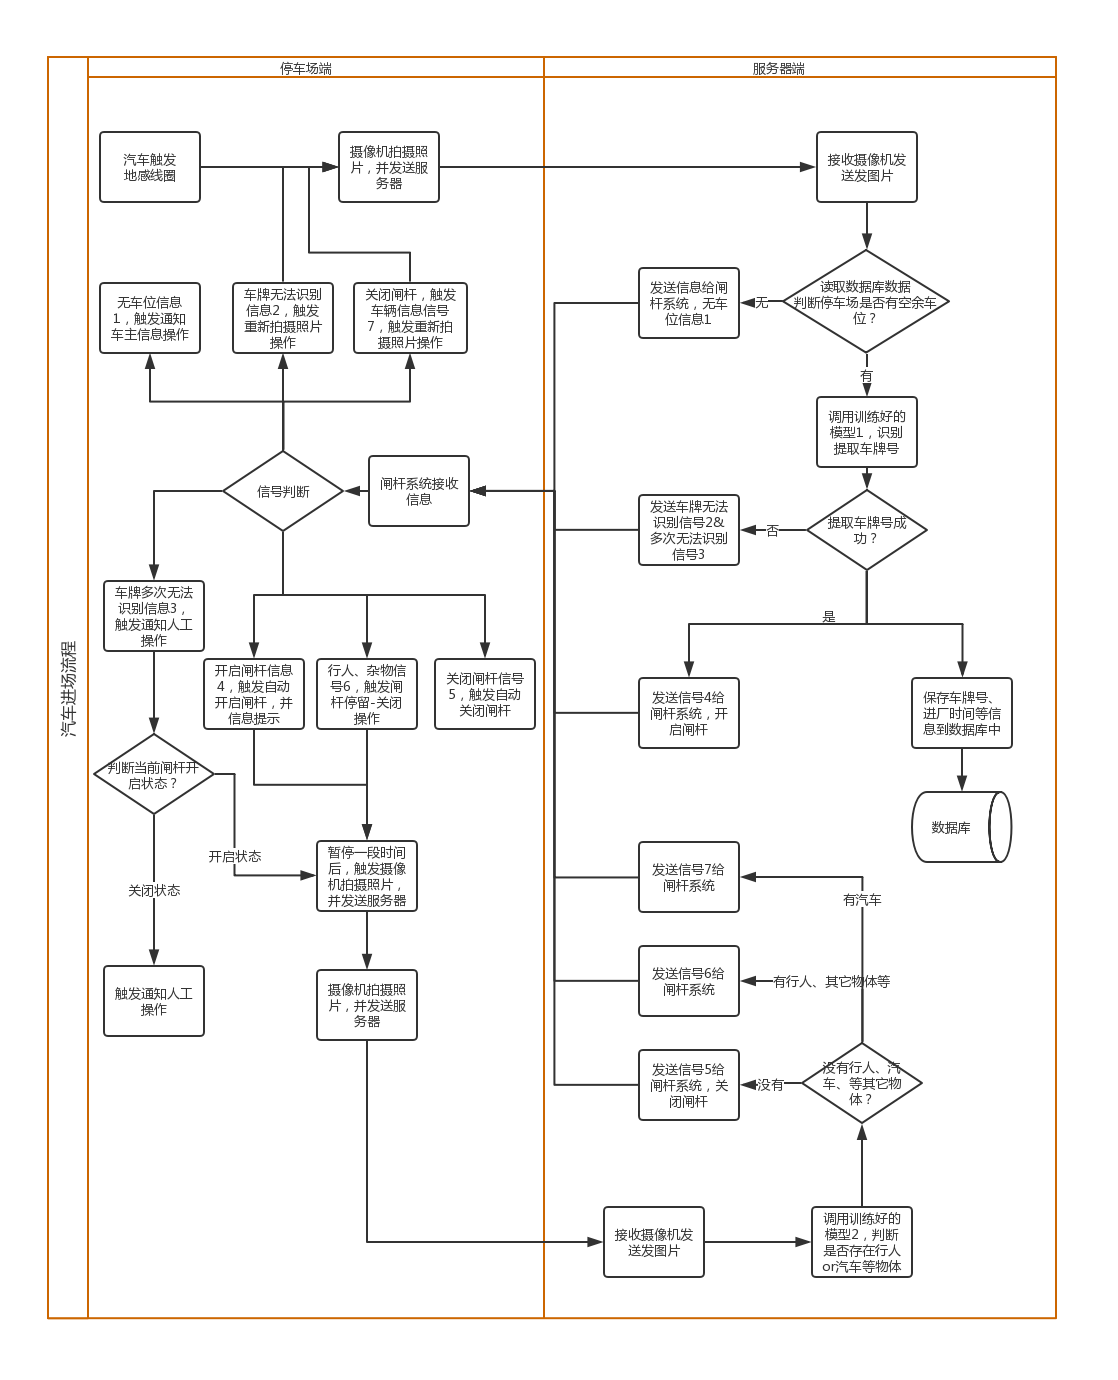 停车场端
服务器端
汽车进场流程
汽车触发
地感线圈
摄像机拍摄照
片，并发送服
务器
接收摄像机发
送发图片
无车位信息
1，触发通知
车主信息操作
车牌无法识别
信息2，触发
重新拍摄照片
操作
关闭闸杆，触发
车辆信息信号
7，触发重新拍
摄照片操作
发送信息给闸
杆系统，无车
位信息1
无
读取数据库数据
判断停车场是否有空余车
位？
有
调用训练好的
模型1，识别
提取车牌号
信号判断
闸杆系统接收
信息
发送车牌无法
识别信号2&
多次无法识别
信号3
否
提取车牌号成
功？
是
车牌多次无法
识别信息3，
触发通知人工
操作
开启闸杆信息
4，触发自动
开启闸杆，并
信息提示
行人、杂物信
号6，触发闸
杆停留-关闭
操作
关闭闸杆信号
5，触发自动
关闭闸杆
发送信号4给
闸杆系统，开
启闸杆
保存车牌号、
进厂时间等信
息到数据库中
判断当前闸杆开
启状态？
数据库
开启状态
关闭状态
暂停一段时间
后，触发摄像
机拍摄照片，
并发送服务器
发送信号7给
闸杆系统
有汽车
触发通知人工
操作
摄像机拍摄照
片，并发送服
务器
发送信号6给
闸杆系统
有行人、其它物体等
发送信号5给
闸杆系统，关
闭闸杆
没有
没有行人、汽
车、等其它物
体？
接收摄像机发
送发图片
调用训练好的
模型2，判断
是否存在行人
or汽车等物体